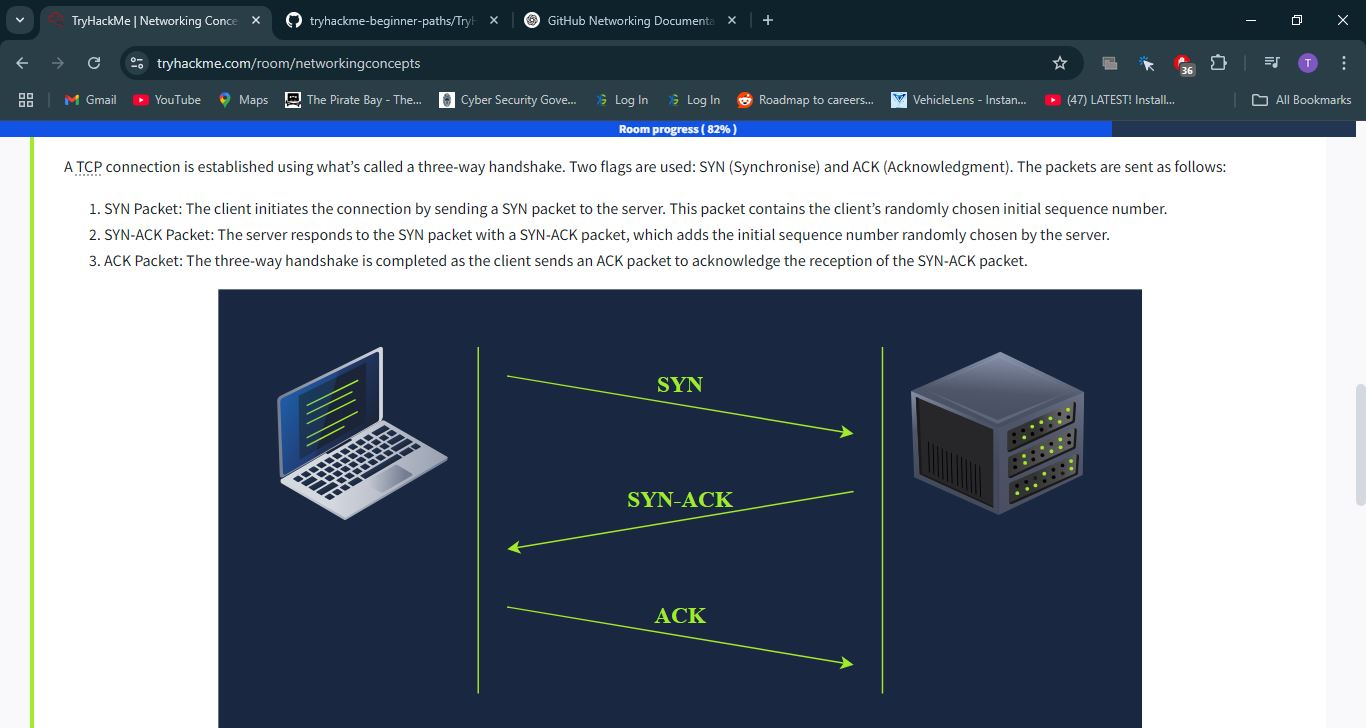 TryHackMe | Networking Conce
tryhackme-beginner-paths/TryH
GitHub Networking Documenta
tryhackme.com/room/networkingconcepts
36
T
Gmail
YouTube
Maps
The Pirate Bay - The...
Cyber Security Gove...
Log In
Log In
Roadmap to careers...
VehicleLens - Instan...
(47) LATEST! Install...
All Bookmarks
Room progress ( 82% )
A TCP connection is established using what’s called a three-way handshake. Two flags are used: SYN (Synchronise) and ACK (Acknowledgment). The packets are sent as follows:
1. SYN Packet: The client initiates the connection by sending a SYN packet to the server. This packet contains the client’s randomly chosen initial sequence number.
2. SYN-ACK Packet: The server responds to the SYN packet with a SYN-ACK packet, which adds the initial sequence number randomly chosen by the server.
3. ACK Packet: The three-way handshake is completed as the client sends an ACK packet to acknowledge the reception of the SYN-ACK packet.
SYN
SYN-ACK
ACK